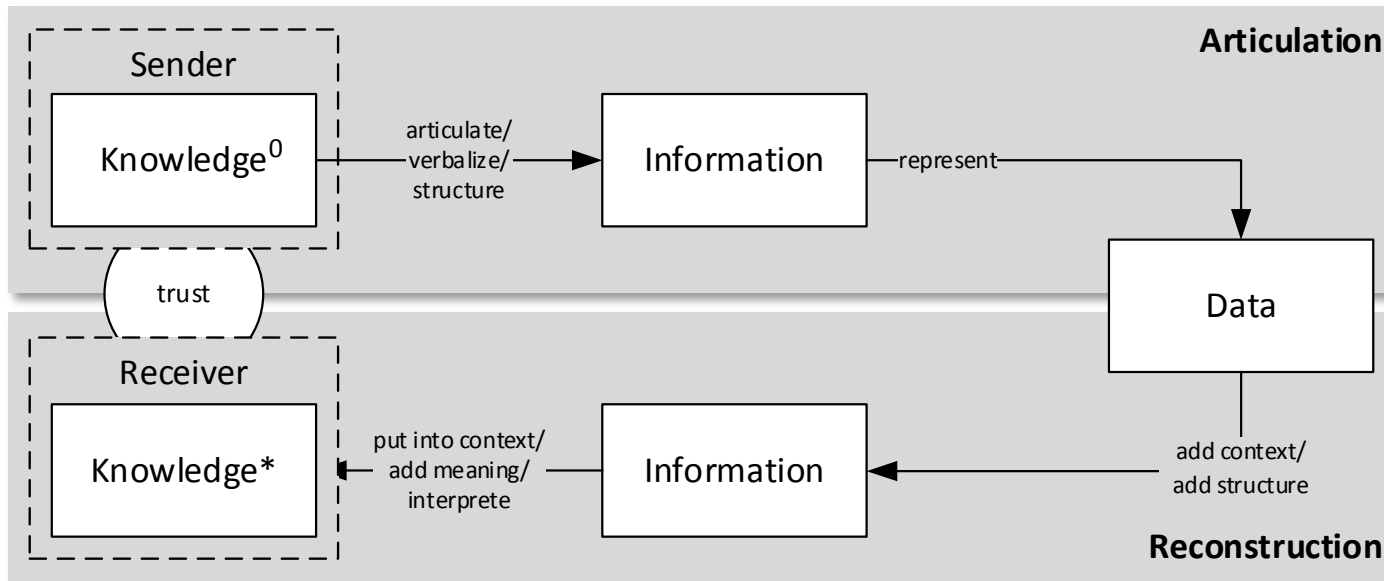 Articulation
Sender
Knowledge⁰
articulate/
verbalize/
structure
Information
represent
trust
Data
Receiver
Knowledge*
put into context/
add meaning/
interprete
Information
add context/
add structure
Reconstruction